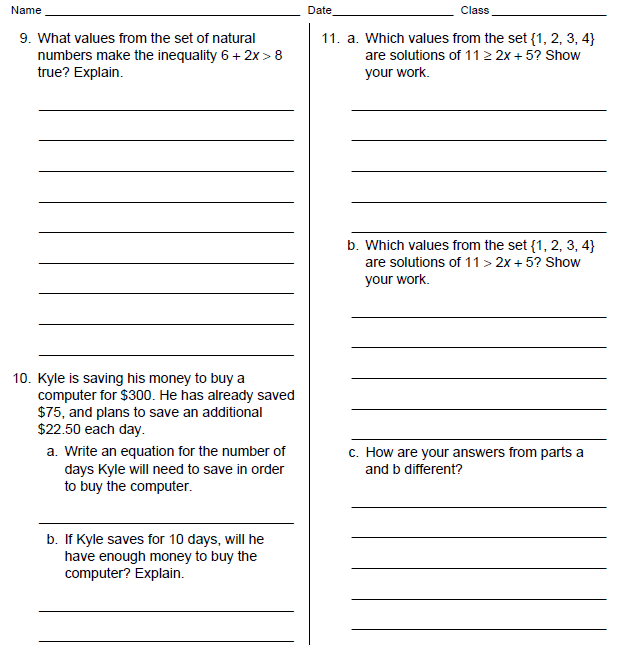 Name Date Class
9. What values from the set of natural
numbers make the inequality 6 + 2x > 8
true? Explain.
10. Kyle is saving his money to buy a
computer for $300. He has already saved
$75, and plans to save an additional
$22.50 each day.
a. Write an equation for the number of
days Kyle will need to save in order
to buy the computer.
b. If Kyle saves for 10 days, will he
have enough money to buy the
computer? Explain.
11. a. Which values from the set {1, 2, 3, 4}
are solutions of 11 ≥ 2x + 5? Show
your work.
b. Which values from the set {1, 2, 3, 4}
are solutions of 11 > 2x + 5? Show
your work.
c. How are your answers from parts a
and b different?